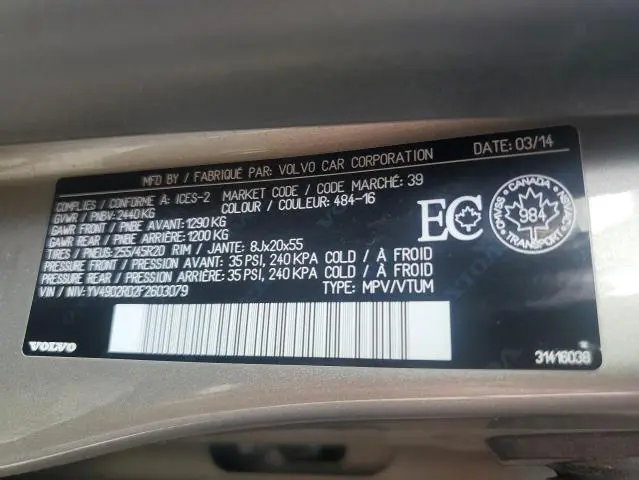 MFD BY / FABRIQUÉ PAR: VOLVO CAR CORPORATION DATE: 03/14
COMPLIES / CONFORME À: ICES-2 MARKET CODE / CODE MARCHÉ: 39
GVWR / PNBV: 2440 KG COLOUR / COULEUR: 484-16
GAWR FRONT / PNBE AVANT: 1290 KG
GAWR REAR / PNBE ARRIÈRE: 1200 KG
TIRES / PNEUS: 255/45R20 RIM / JANTE: 8Jx20x55
PRESSURE FRONT / PRESSION AVANT: 35 PSI, 240 KPA COLD / À FROID
PRESSURE REAR / PRESSION ARRIÈRE: 35 PSI, 240 KPA COLD / À FROID
VIN / NIV: YV4902RD2F2603079 TYPE: MPV/VTUM
EC
CANADA
984
TRANSPORT
CMVSS
NSVAC
VOLVO
31416038